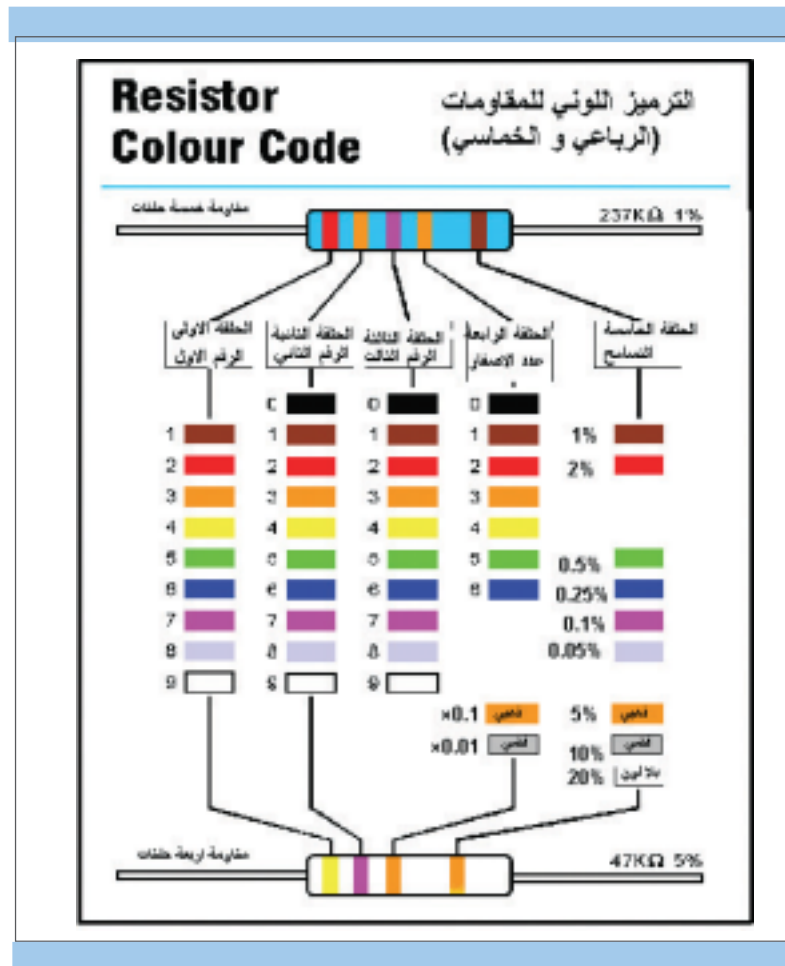 Resistor
Colour Code
الترميز اللوني للمقاومات
(الرباعي و الخماسي)
مقاومة خمسة حلقات
237KΩ 1%
الحلقة الاولى
الرقم الاول
الحلقة الثانية
الرقم الثاني
الحلقة الثالثة
الرقم الثالث
الحلقة الرابعة
عدد الاصفار
الحلقة الخامسة
التسامح
0 0 0
1 1 1 1 1%
2 2 2 2 2%
3 3 3 3
4 4 4 4
5 5 5 5 0.5%
6 6 6 6 0.25%
7 7 7 0.1%
8 8 8 0.05%
9 9 9
×0.1 ذهبي 5% ذهبي
×0.01 فضي 10% فضي
20% بلا لون
مقاومة اربعة حلقات
47KΩ 5%